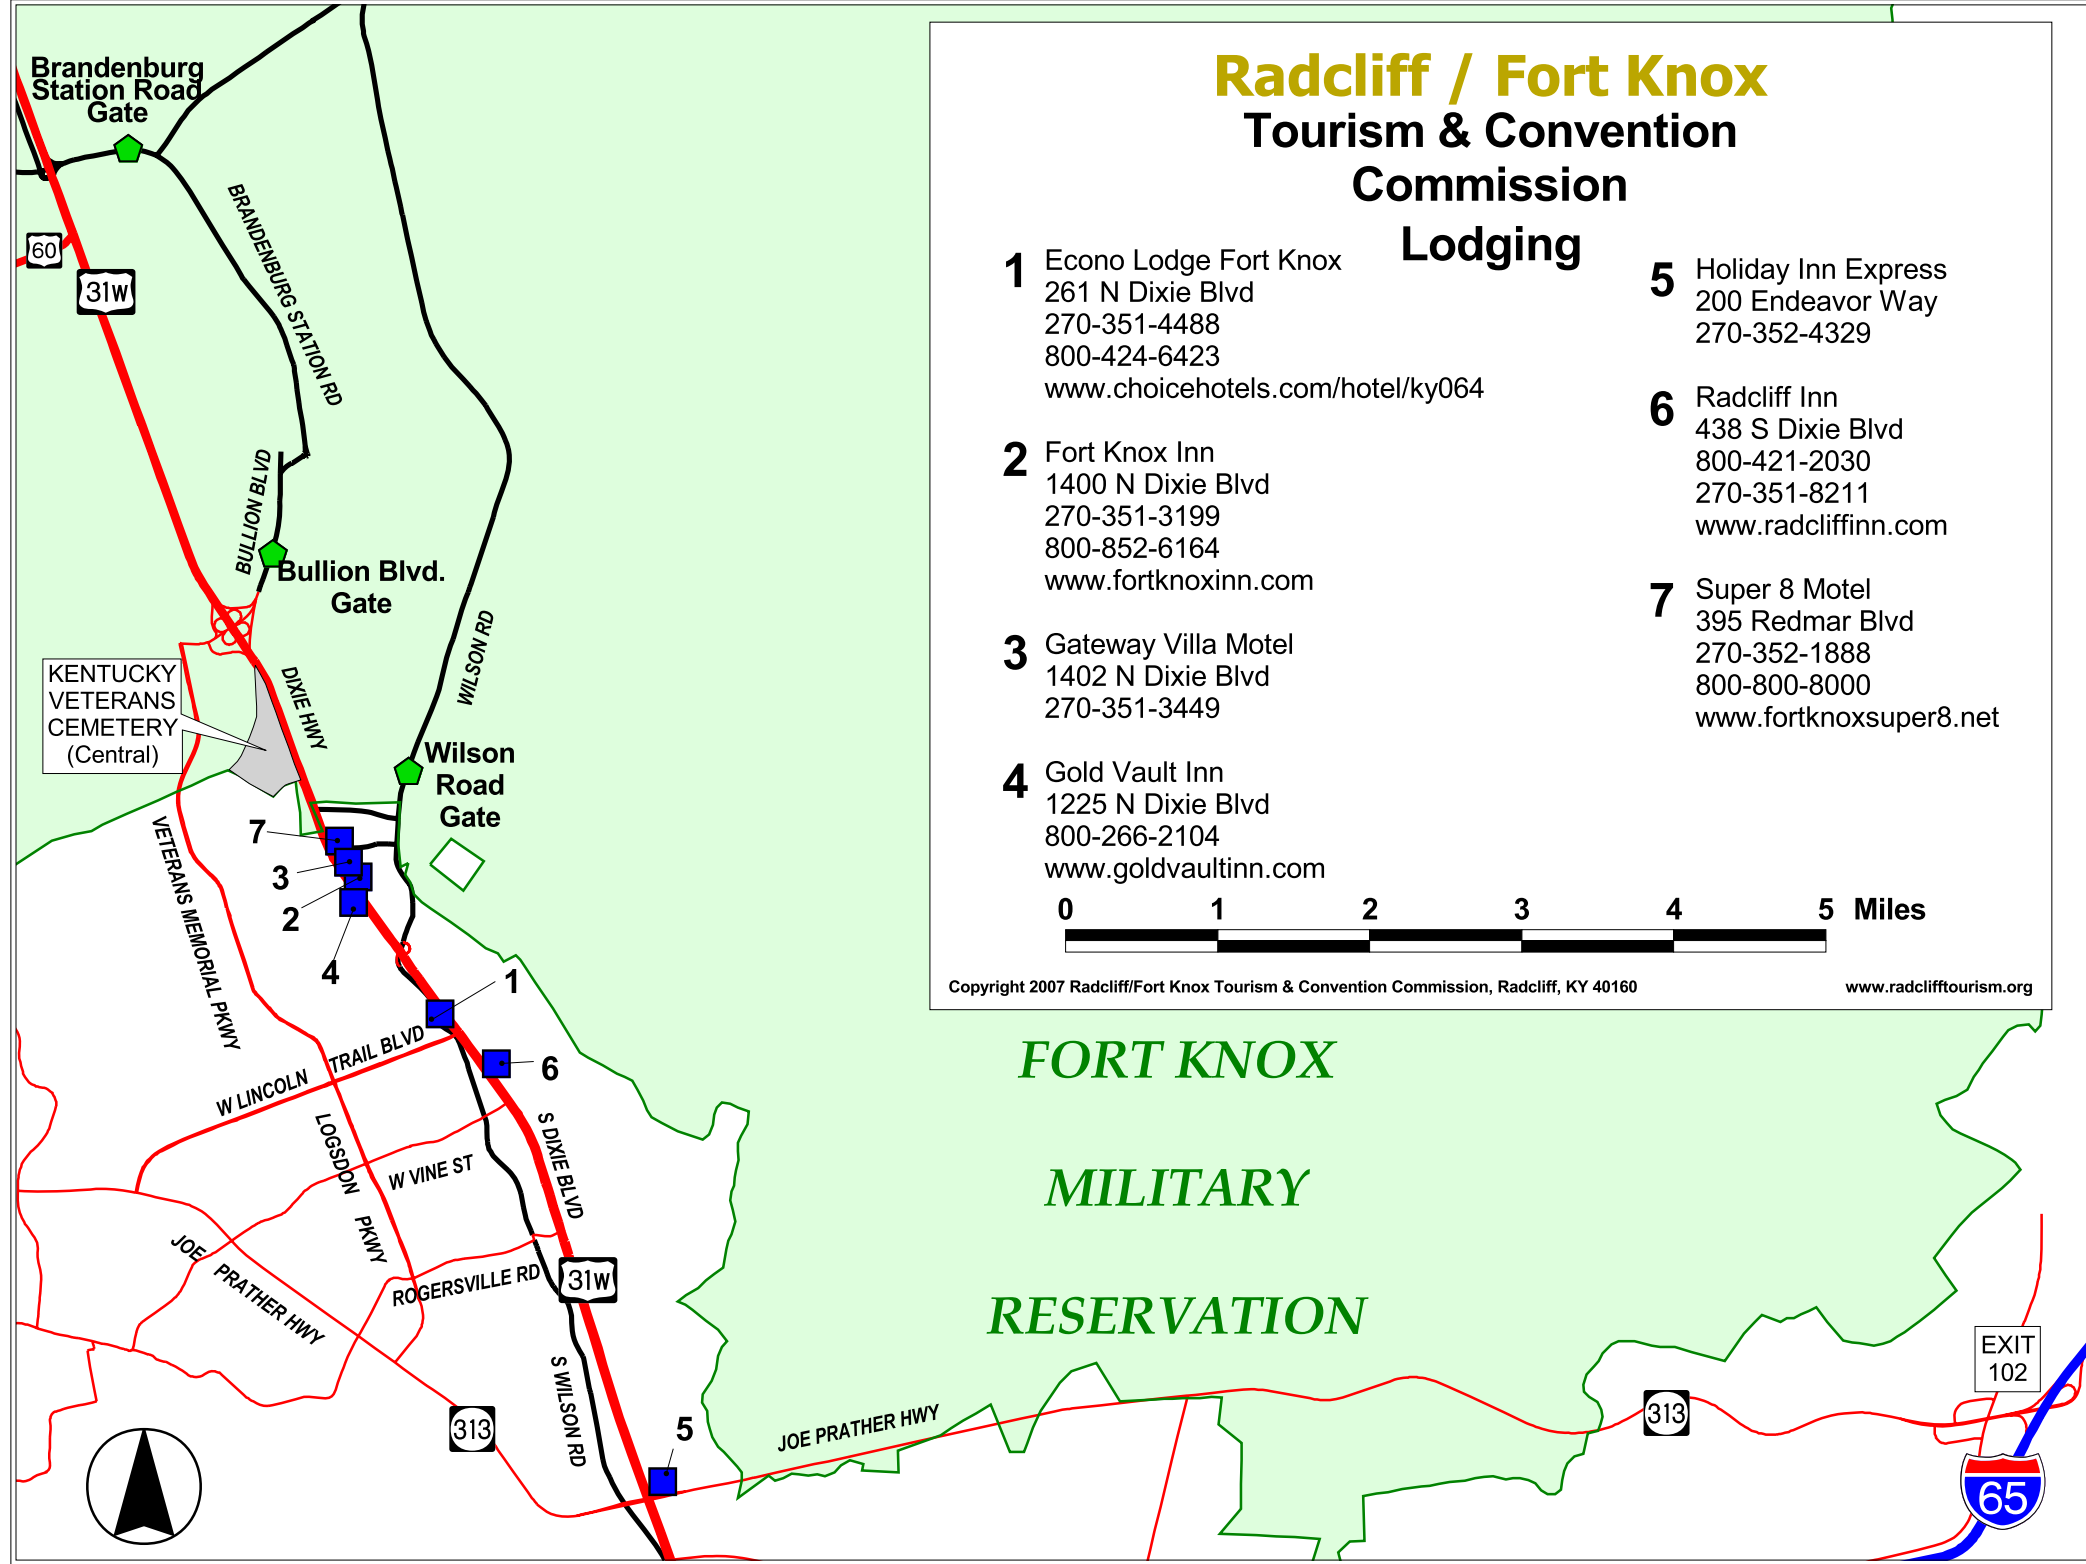 Radcliff / Fort Knox
Tourism & Convention
Commission
Lodging
1
Econo Lodge Fort Knox
261 N Dixie Blvd
270-351-4488
800-424-6423
www.choicehotels.com/hotel/ky064
2
Fort Knox Inn
1400 N Dixie Blvd
270-351-3199
800-852-6164
www.fortknoxinn.com
3
Gateway Villa Motel
1402 N Dixie Blvd
270-351-3449
4
Gold Vault Inn
1225 N Dixie Blvd
800-266-2104
www.goldvaultinn.com
5
Holiday Inn Express
200 Endeavor Way
270-352-4329
6
Radcliff Inn
438 S Dixie Blvd
800-421-2030
270-351-8211
www.radcliffinn.com
7
Super 8 Motel
395 Redmar Blvd
270-352-1888
800-800-8000
www.fortknoxsuper8.net
0 1 2 3 4 5 Miles
Copyright 2007 Radcliff/Fort Knox Tourism & Convention Commission, Radcliff, KY 40160
www.radclifftourism.org
Brandenburg
Station Road
Gate
60
31W
BRANDENBURG STATION RD
BULLION BLVD
Bullion Blvd.
Gate
WILSON RD
KENTUCKY
VETERANS
CEMETERY
(Central)
DIXIE HWY
Wilson
Road
Gate
7
3
2
4
1
6
VETERANS MEMORIAL PKWY
W LINCOLN TRAIL BLVD
LOGSDON PKWY
W VINE ST
S DIXIE BLVD
JOE PRATHER HWY
ROGERSVILLE RD
31W
S WILSON RD
313
5
JOE PRATHER HWY
FORT KNOX
MILITARY
RESERVATION
313
EXIT
102
65